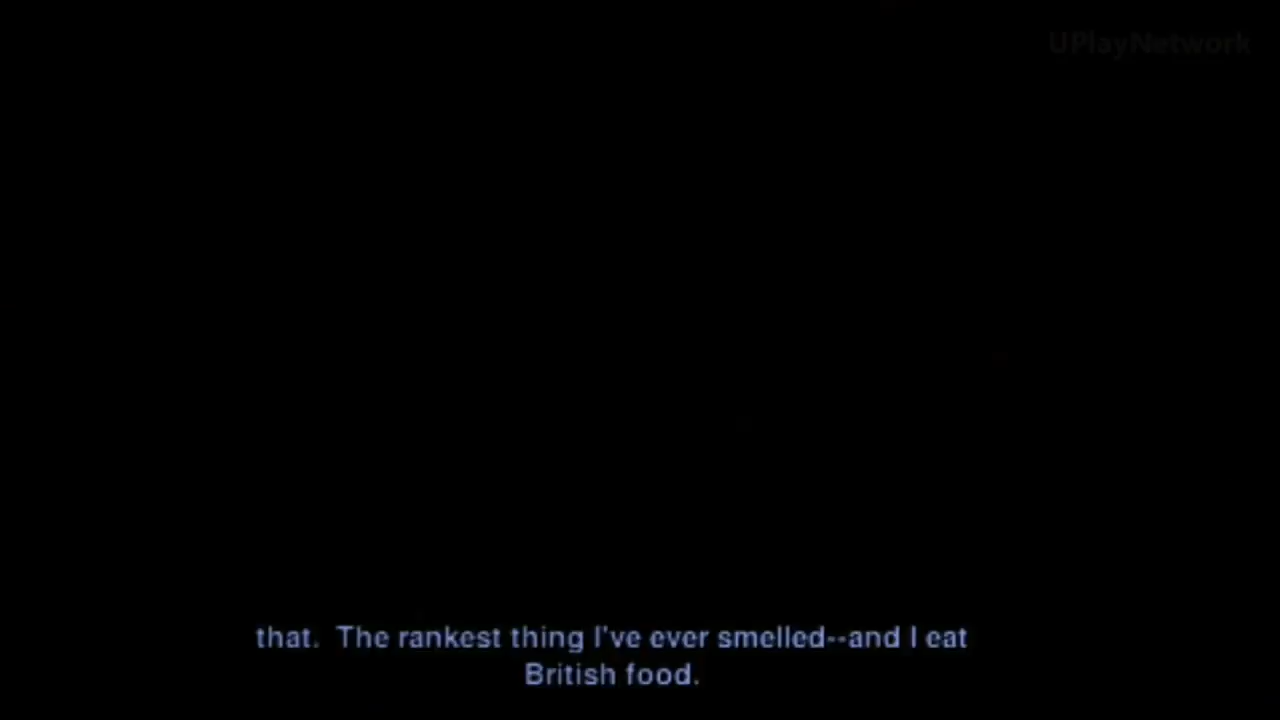 UPlayNetwork
that.  The rankest thing I've ever smelled--and I eat
British food.